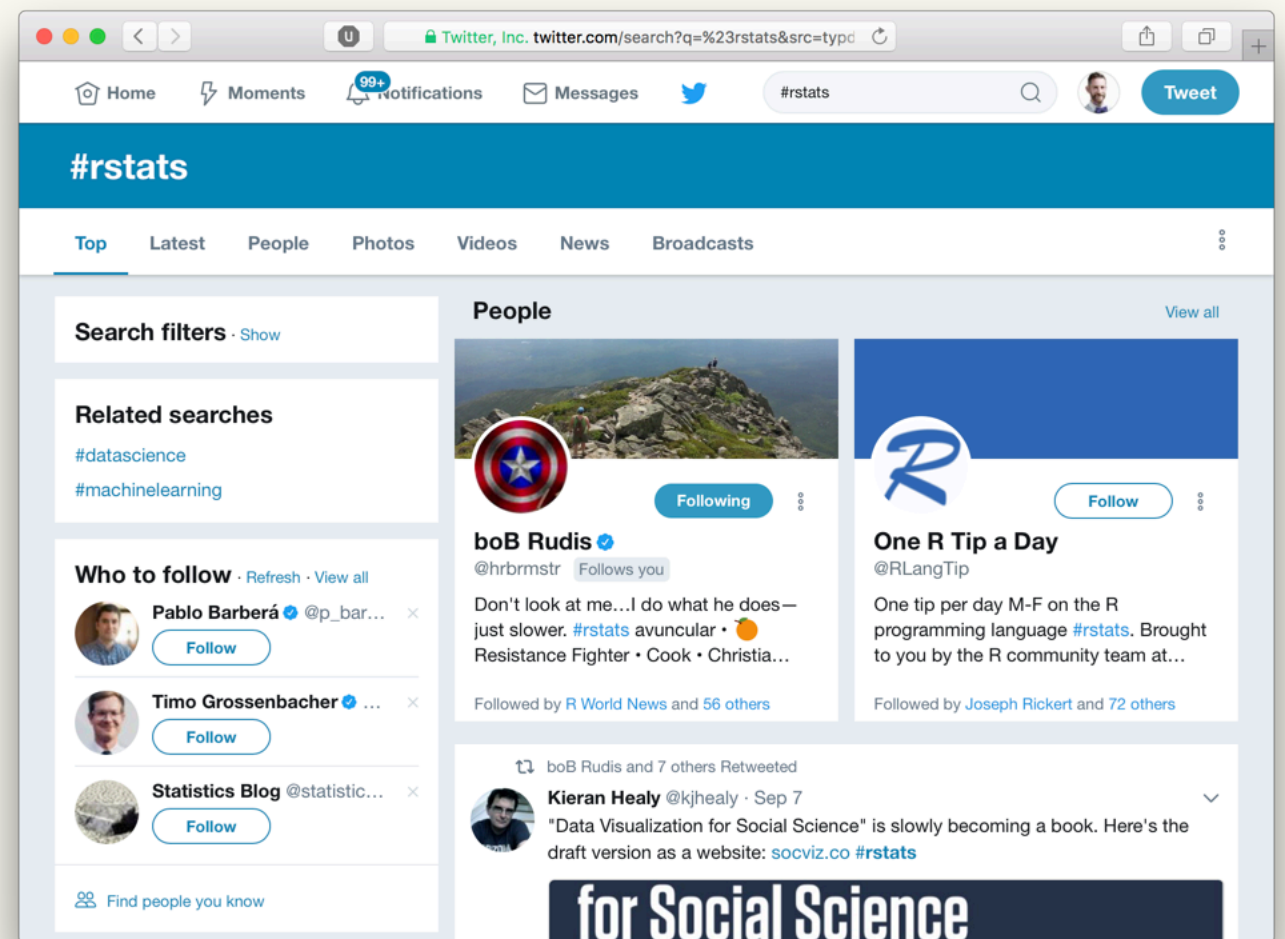 Twitter, Inc. twitter.com/search?q=%23rstats&src=typd
Home
Moments
99+
Notifications
Messages
#rstats
Tweet
#rstats
Top
Latest
People
Photos
Videos
News
Broadcasts
Search filters · Show
Related searches
#datascience
#machinelearning
Who to follow · Refresh · View all
Pablo Barberá @p_bar...
Follow
Timo Grossenbacher ...
Follow
Statistics Blog @statistic...
Follow
Find people you know
People
View all
Following
boB Rudis
@hrbrmstr Follows you
Don't look at me…I do what he does—
just slower. #rstats avuncular • 🍊
Resistance Fighter • Cook • Christia…
Followed by R World News and 56 others
R
Follow
One R Tip a Day
@RLangTip
One tip per day M-F on the R
programming language #rstats. Brought
to you by the R community team at…
Followed by Joseph Rickert and 72 others
boB Rudis and 7 others Retweeted
Kieran Healy @kjhealy · Sep 7
"Data Visualization for Social Science" is slowly becoming a book. Here's the
draft version as a website: socviz.co #rstats
for Social Science